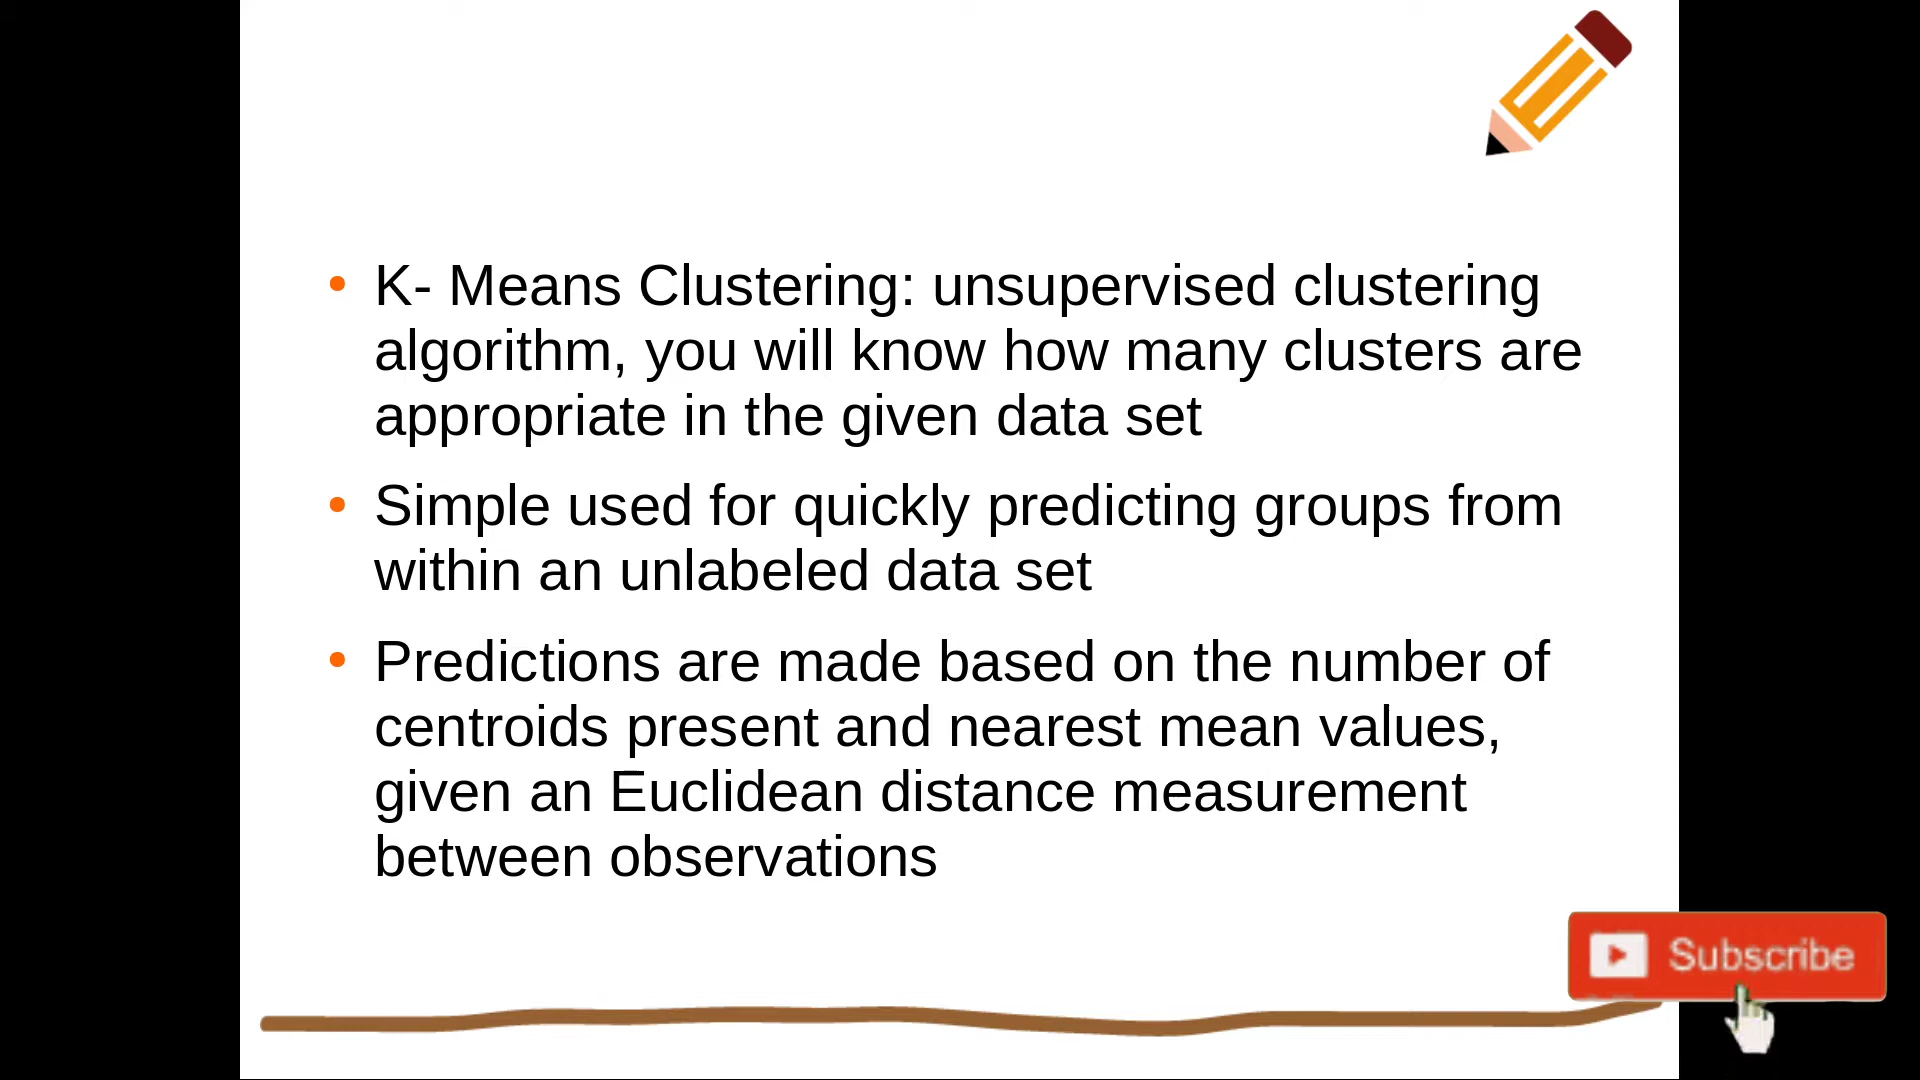 K- Means Clustering: unsupervised clustering
algorithm, you will know how many clusters are
appropriate in the given data set
Simple used for quickly predicting groups from
within an unlabeled data set
Predictions are made based on the number of
centroids present and nearest mean values,
given an Euclidean distance measurement
between observations
Subscribe